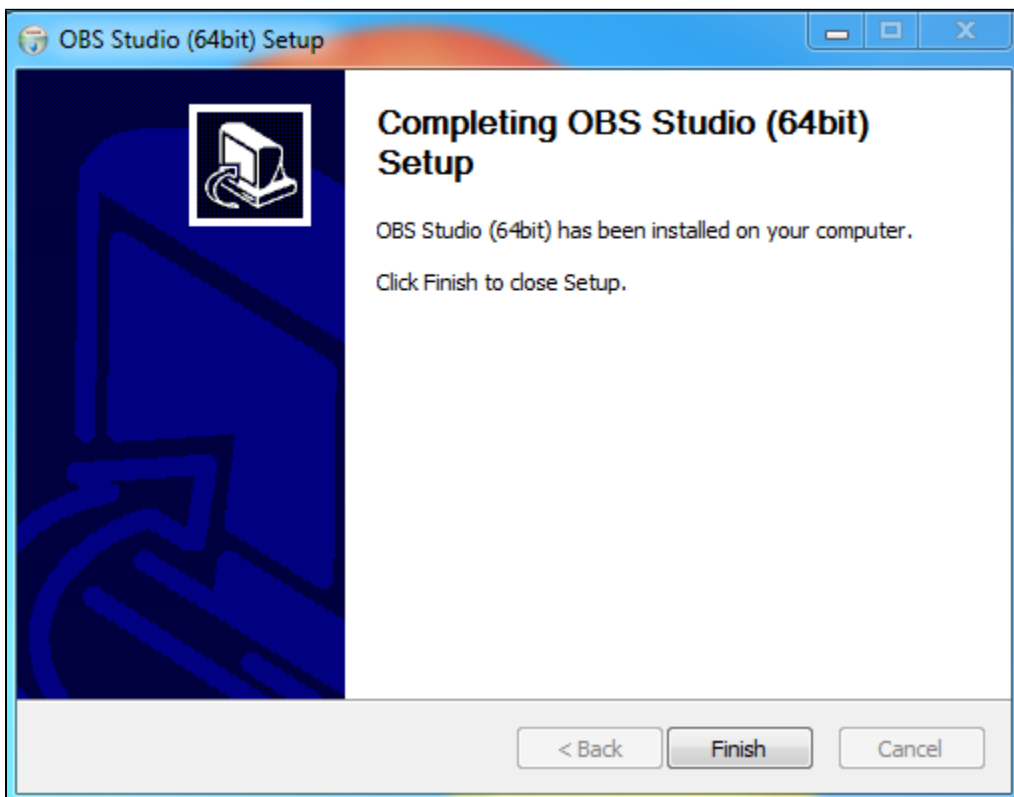 OBS Studio (64bit) Setup
Completing OBS Studio (64bit)
Setup
OBS Studio (64bit) has been installed on your computer.
Click Finish to close Setup.
< Back
Finish
Cancel